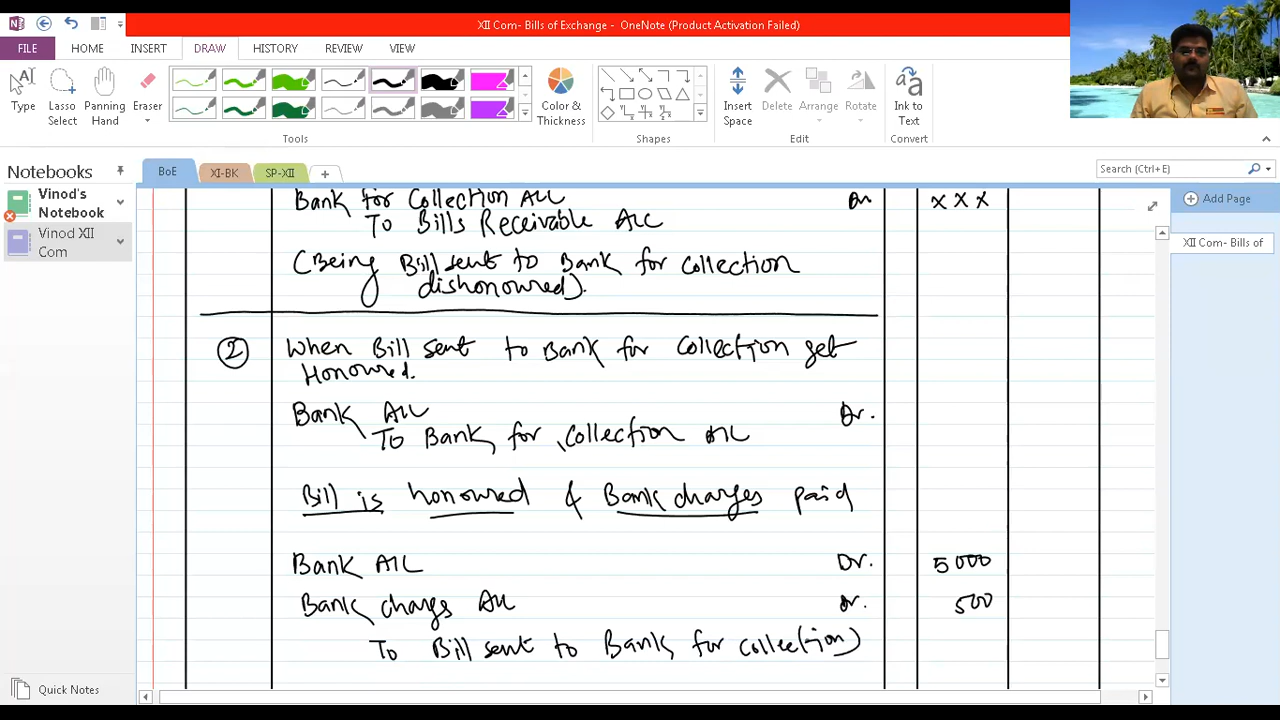 XII Com- Bills of Exchange - OneNote (Product Activation Failed)
FILE HOME INSERT DRAW HISTORY REVIEW VIEW
Type
Lasso Select
Panning Hand
Eraser
Color & Thickness
Insert Space
Delete
Arrange
Rotate
Ink to Text
Tools
Shapes
Edit
Convert
Notebooks
BoE
XI-BK
SP-XII
Search (Ctrl+E)
Vinod's Notebook
Vinod XII Com
Add Page
XII Com- Bills of
Bank for Collection A/C Dr X X X
To Bills Receivable A/C
(Being Bill sent to Bank for Collection
dishonoured).
2 When Bill sent to Bank for Collection get
Honoured.
Bank A/C Dr.
To Bank for Collection A/C
Bill is honoured & Bank charges paid
Bank A/C Dr. 5000
Bank charges A/C Dr. 500
To Bill sent to Bank for collection)
Quick Notes